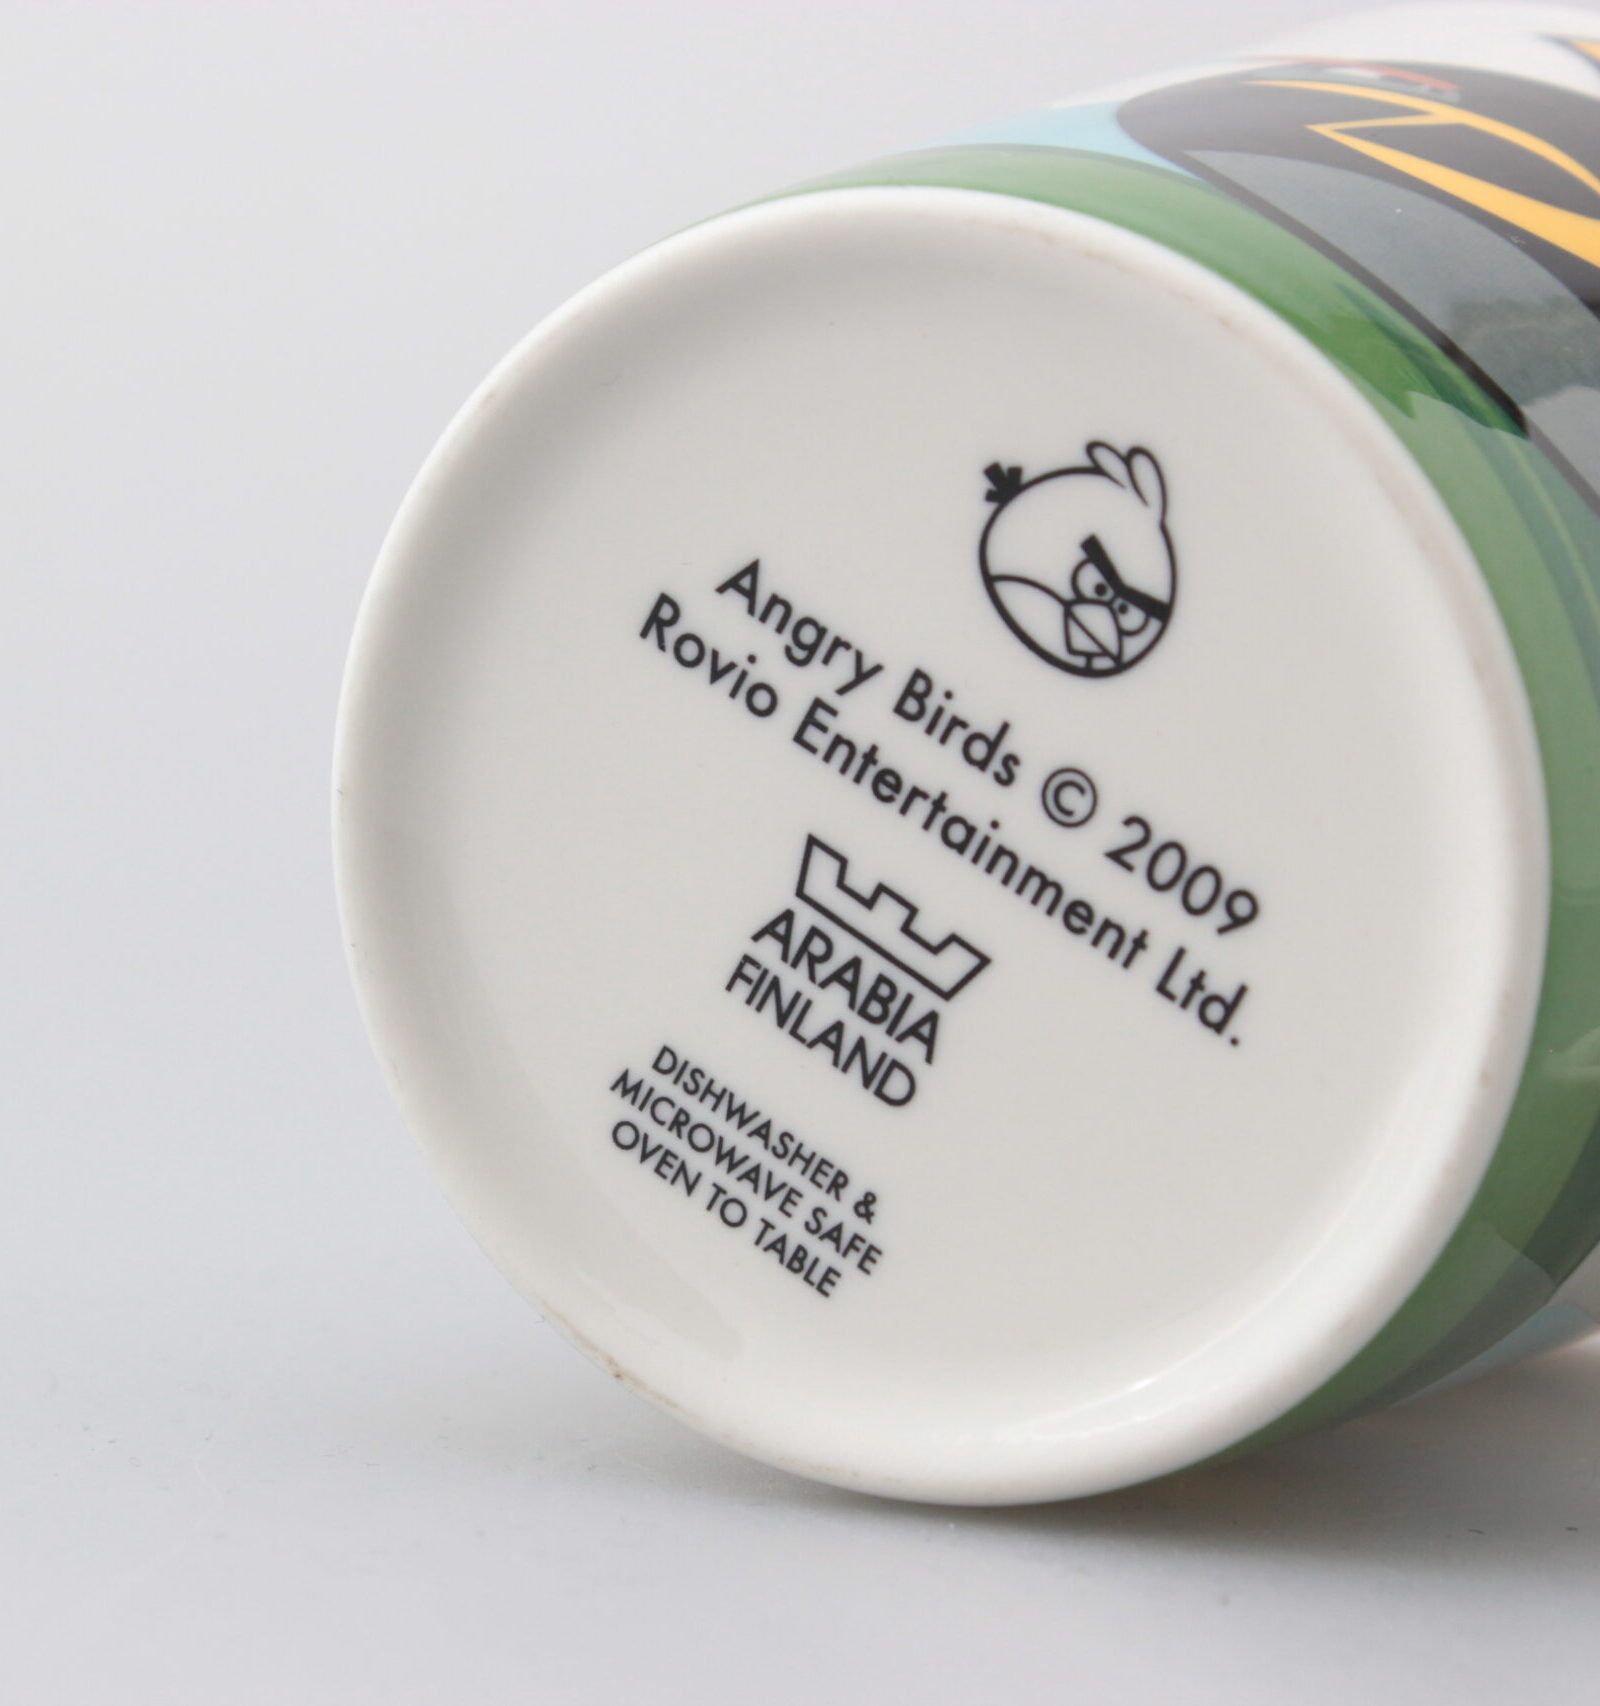 Angry Birds © 2009
Rovio Entertainment Ltd.
ARABIA
FINLAND
DISHWASHER &
MICROWAVE SAFE
OVEN TO TABLE